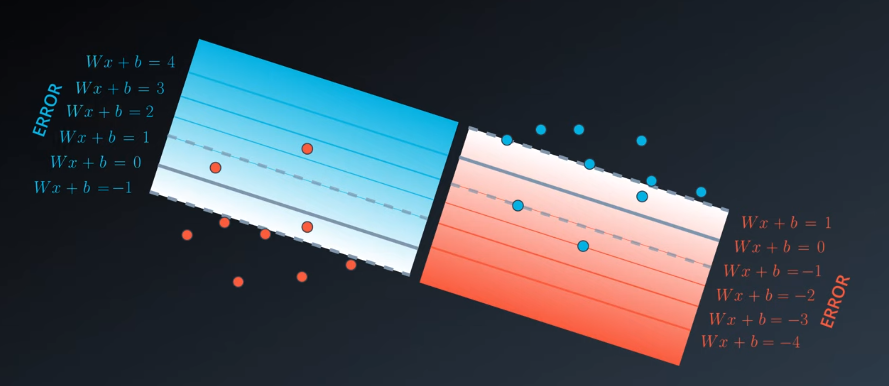 Wx + b = 4
Wx + b = 3
Wx + b = 2
Wx + b = 1
Wx + b = 0
Wx + b =−1
ERROR
Wx + b = 1
Wx + b = 0
Wx + b =−1
Wx + b = −2
Wx + b = −3
Wx + b = −4
ERROR